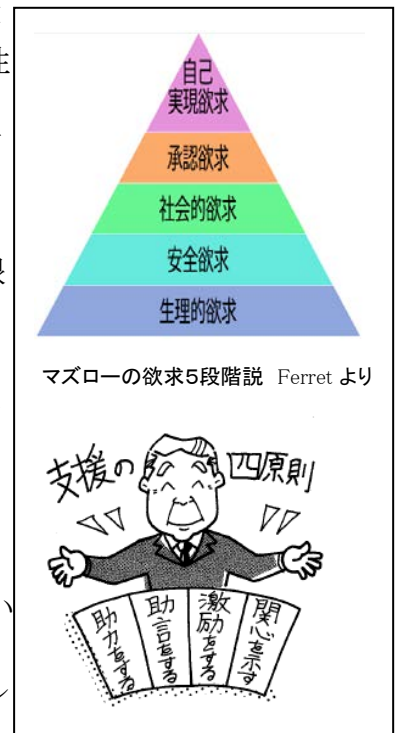 自己
実現欲求
承認欲求
社会的欲求
安全欲求
生理的欲求
マズローの欲求5段階説 Ferret より
支援の四原則
関心を示す
激励をする
助言をする
助力をする
い